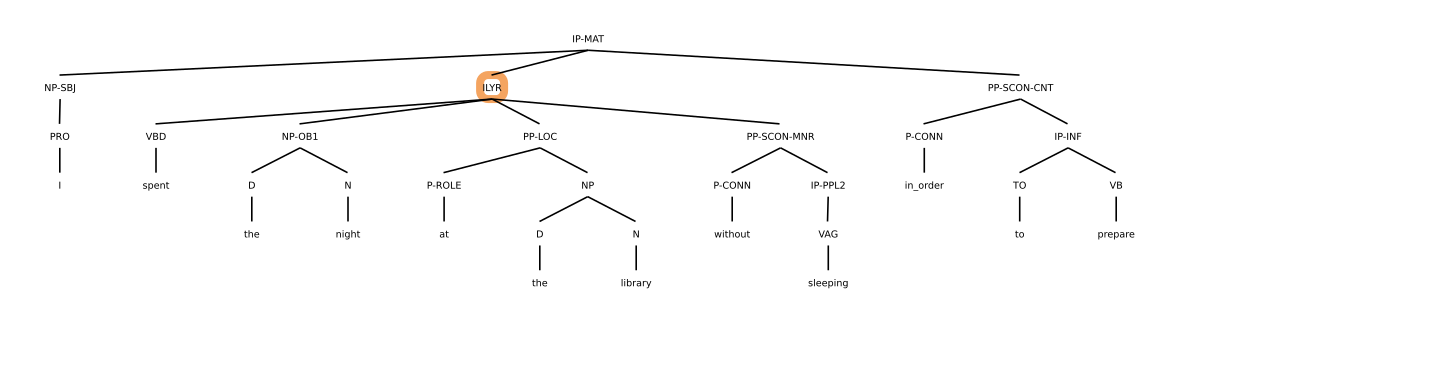 IP-MAT
NP-SBJ ILYR PP-SCON-CNT
PRO VBD NP-OB1 PP-LOC PP-SCON-MNR P-CONN IP-INF
I spent D N P-ROLE NP P-CONN IP-PPL2 in_order TO VB
the night at D N without VAG to prepare
the library sleeping